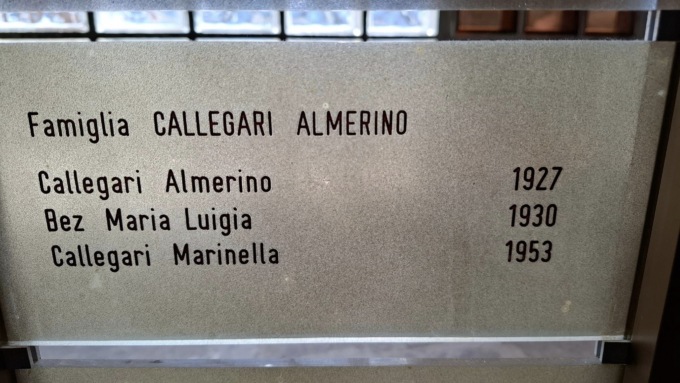 Famiglia CALLEGARI ALMERINO
Callegari Almerino 1927
Bez Maria Luigia 1930
Callegari Marinella 1953